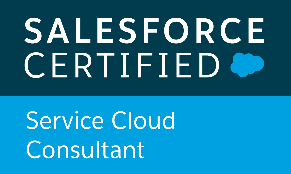 SALESFORCE
CERTIFIED
Service Cloud
Consultant